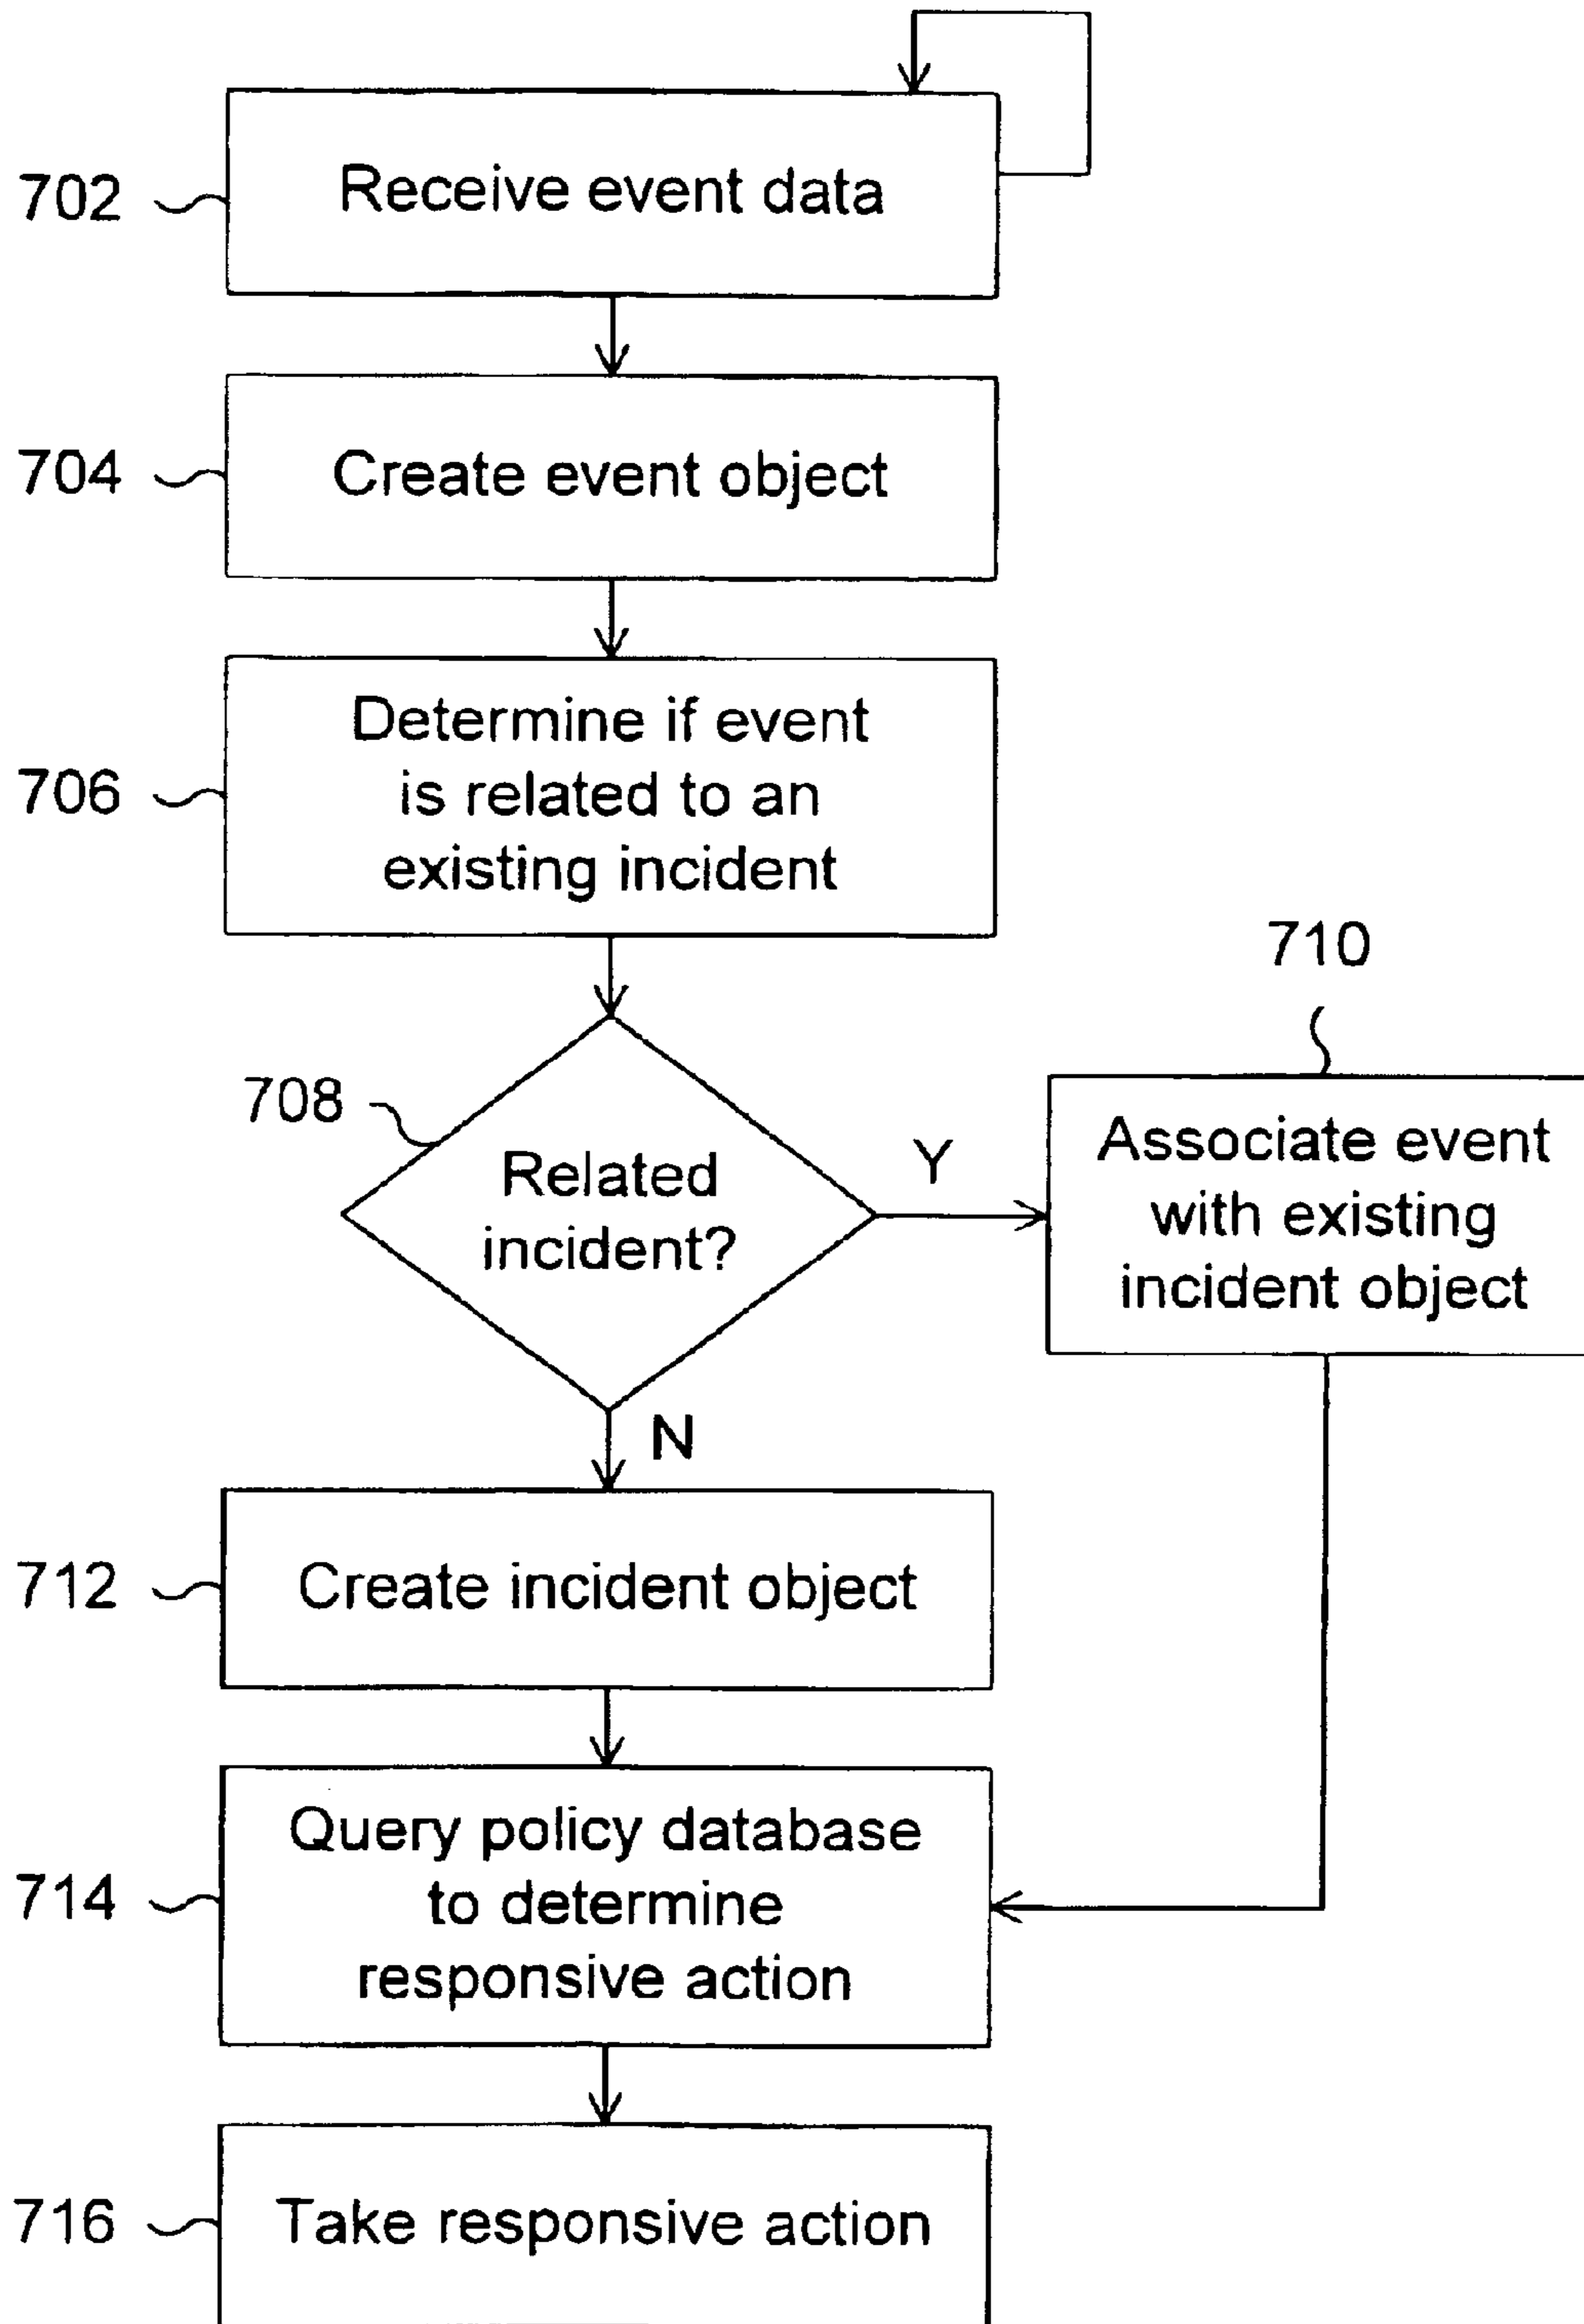 702
Receive event data
704
Create event object
706
Determine if event
is related to an
existing incident
708
Related
incident?
Y
N
710
Associate event
with existing
incident object
712
Create incident object
714
Query policy database
to determine
responsive action
716
Take responsive action